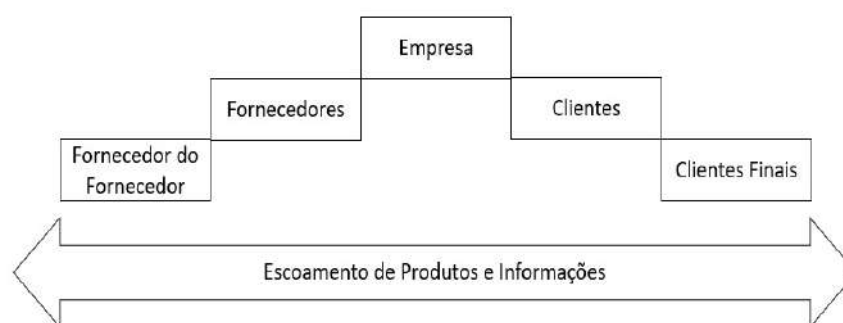 Empresa
Fornecedores
Clientes
Fornecedor do
Fornecedor
Clientes Finais
Escoamento de Produtos e Informações